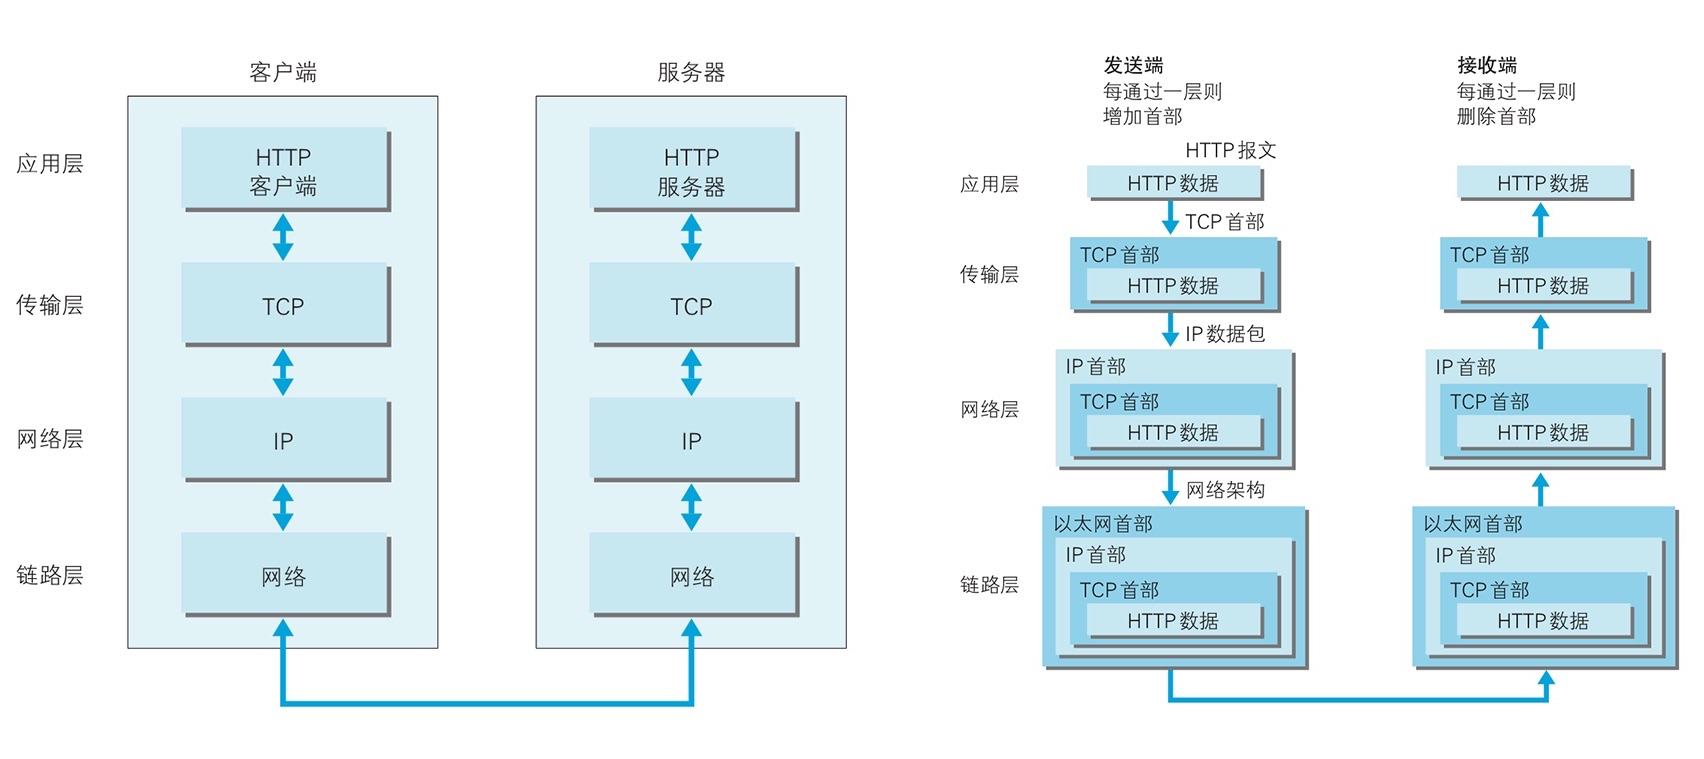 客户端
服务器
应用层
HTTP
客户端
HTTP
服务器
传输层
TCP
TCP
网络层
IP
IP
链路层
网络
网络
发送端
每通过一层则
增加首部
接收端
每通过一层则
删除首部
HTTP 报文
应用层
HTTP 数据
HTTP 数据
TCP 首部
传输层
TCP 首部
HTTP 数据
TCP 首部
HTTP 数据
IP 数据包
网络层
IP 首部
TCP 首部
HTTP 数据
IP 首部
TCP 首部
HTTP 数据
网络架构
链路层
以太网首部
IP 首部
TCP 首部
HTTP 数据
以太网首部
IP 首部
TCP 首部
HTTP 数据